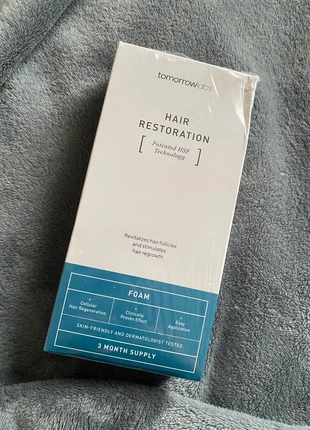 tomorrowlabs
HAIR
RESTORATION
[ Patented HSF
Technology ]
Revitalizes hair follicles
and stimulates
hair regrowth
FOAM
+ Cellular Hair Regeneration
+ Clinically Proven Effect
+ Easy Application
SKIN-FRIENDLY AND DERMATOLOGIST TESTED
3 MONTH SUPPLY